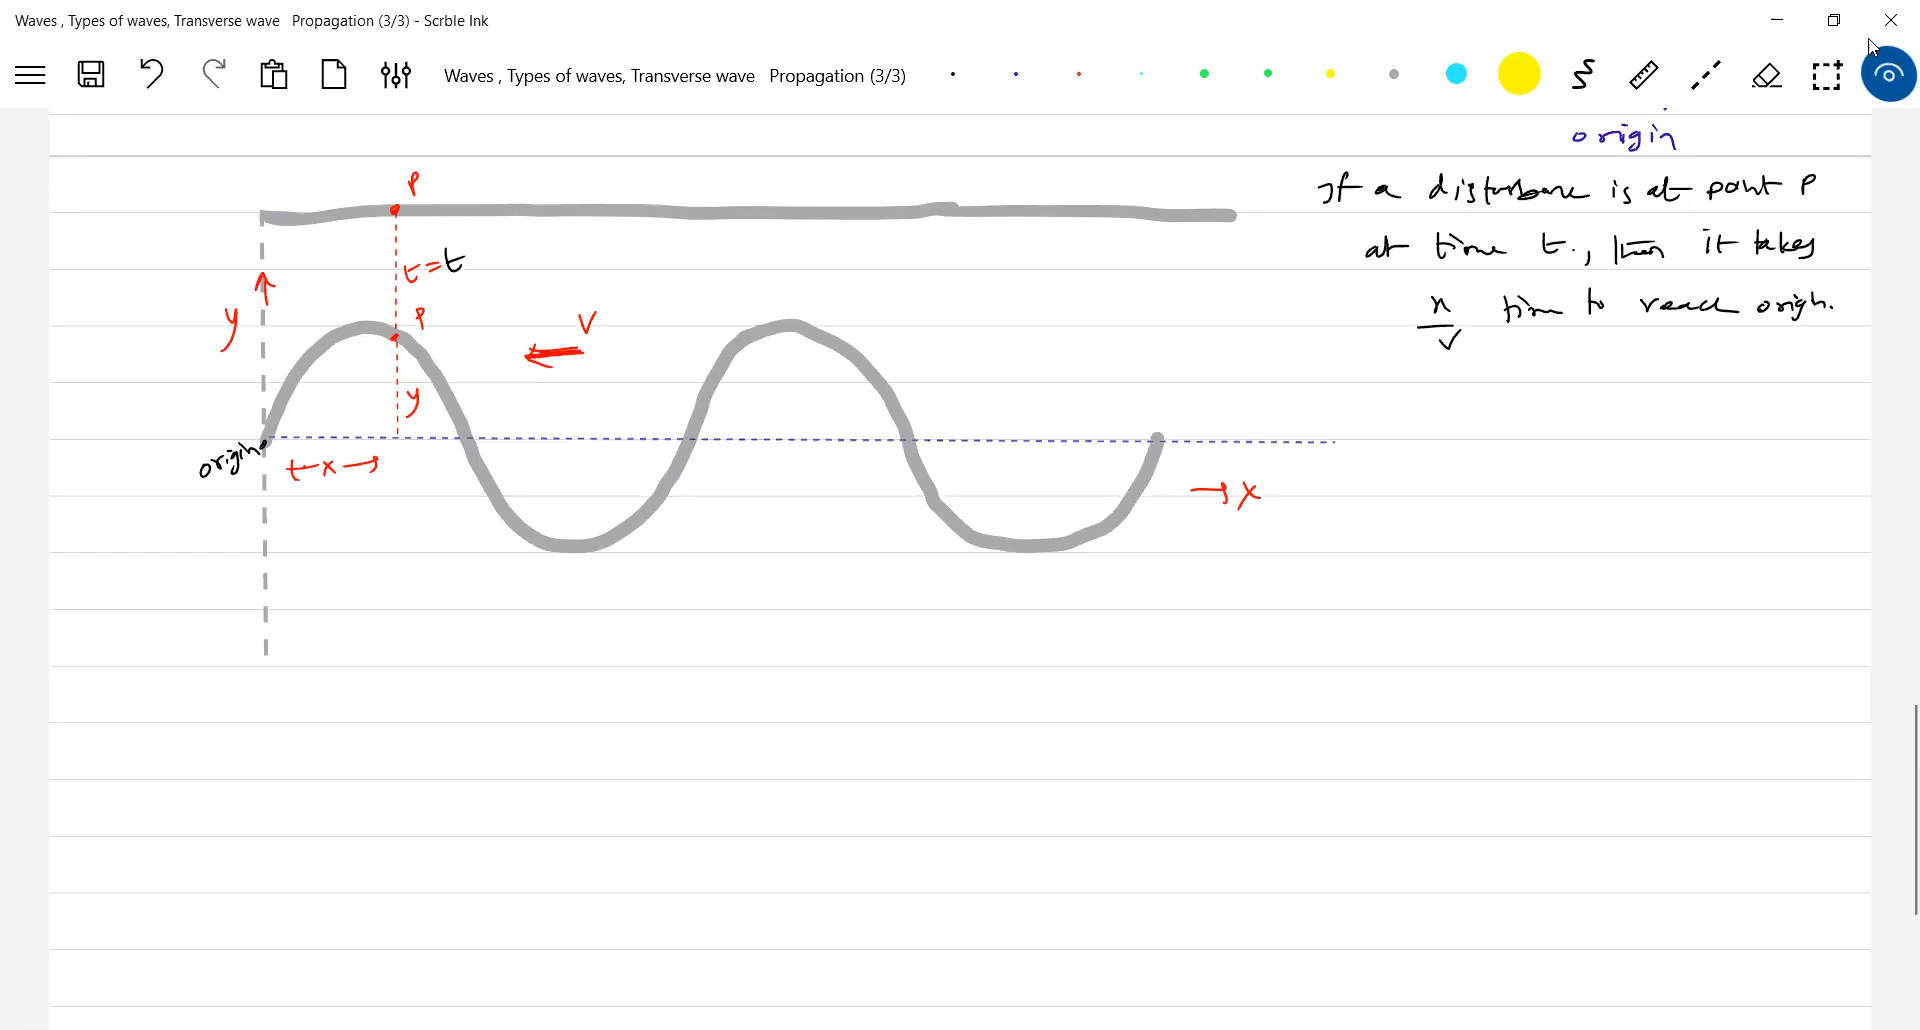 Waves , Types of waves, Transverse wave   Propagation (3/3) - Scrble Ink
Waves , Types of waves, Transverse wave   Propagation (3/3)
origin
If a disturbance is at point P
at time t., then it takes
x/v time to reach origin.
P
t = t
P
y
V
y
origin
x
→ x